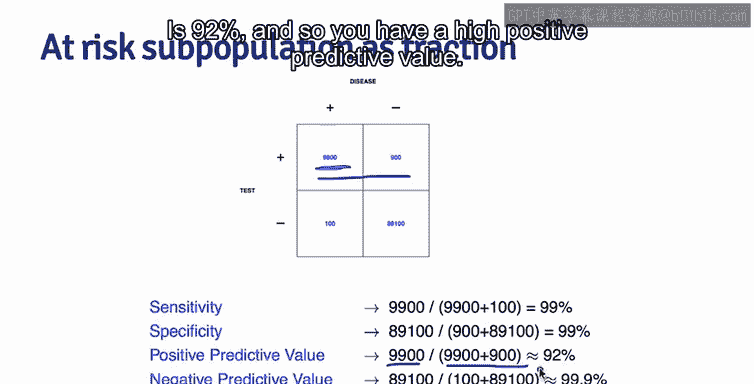 Is 92%, and so you have a high positive
predictive value.
At risk subpopulation as fraction
DISEASE
+ −
+ 9900 900
TEST
− 100 89100
Sensitivity → 9900 / (9900+100) = 99%
Specificity → 89100 / (900+89100) = 99%
Positive Predictive Value → 9900 / (9900+900) ≈ 92%
Negative Predictive Value → 89100 / (100+89100) ≈ 99.9%